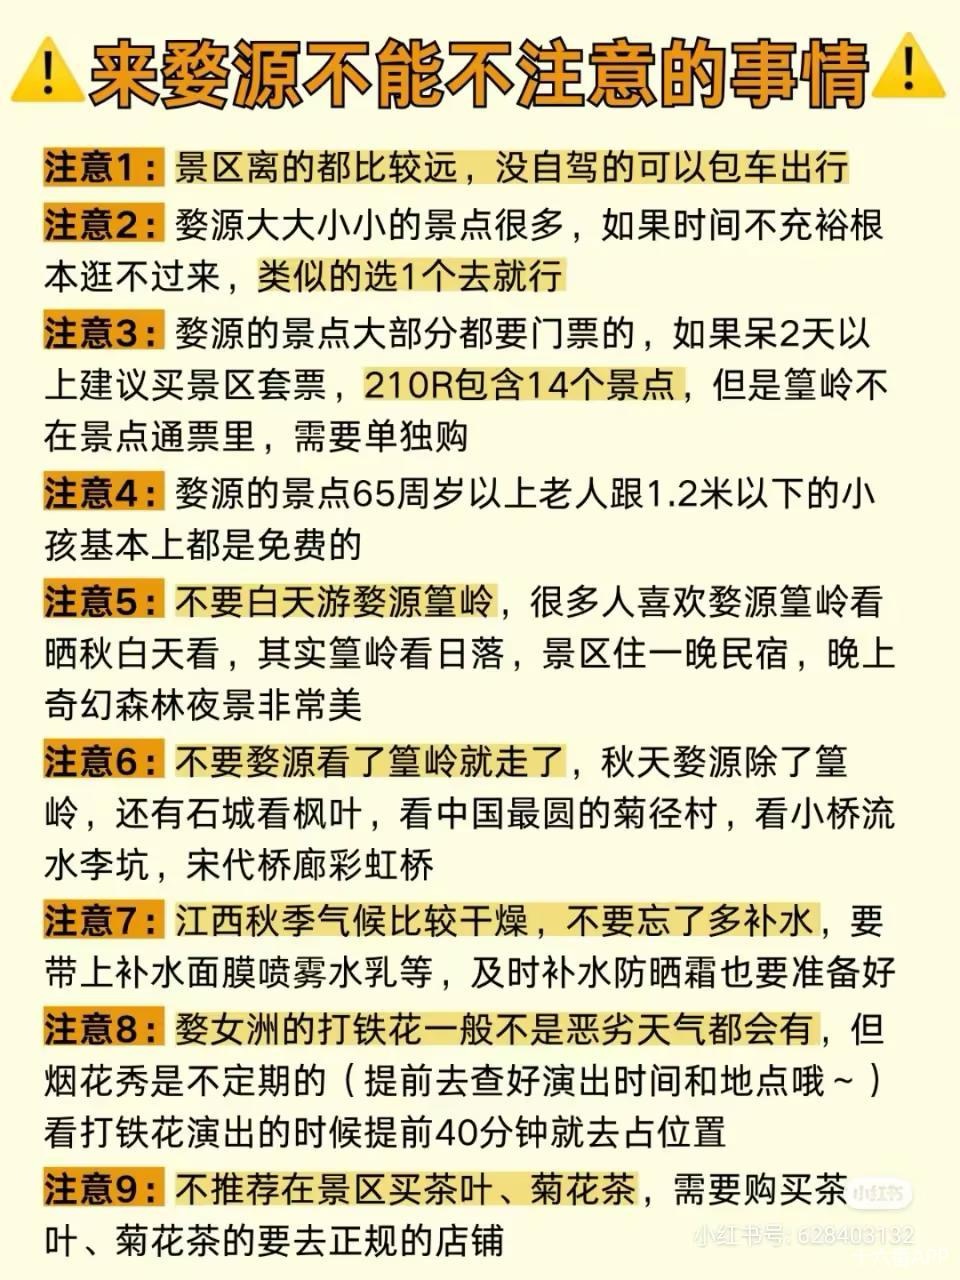 来婺源不能不注意的事情
注意1：景区离的都比较远，没自驾的可以包车出行
注意2：婺源大大小小的景点很多，如果时间不充裕根
本逛不过来，类似的选1个去就行
注意3：婺源的景点大部分都要门票的，如果呆2天以
上建议买景区套票，210R包含14个景点，但是篁岭不
在景点通票里，需要单独购
注意4：婺源的景点65周岁以上老人跟1.2米以下的小
孩基本上都是免费的
注意5：不要白天游婺源篁岭，很多人喜欢婺源篁岭看
晒秋白天看，其实篁岭看日落，景区住一晚民宿，晚上
奇幻森林夜景非常美
注意6：不要婺源看了篁岭就走了，秋天婺源除了篁
岭，还有石城看枫叶，看中国最圆的菊径村，看小桥流
水李坑，宋代桥廊彩虹桥
注意7：江西秋季气候比较干燥，不要忘了多补水，要
带上补水面膜喷雾水乳等，及时补水防晒霜也要准备好
注意8：婺女洲的打铁花一般不是恶劣天气都会有，但
烟花秀是不定期的（提前去查好演出时间和地点哦~）
看打铁花演出的时候提前40分钟就去占位置
注意9：不推荐在景区买茶叶、菊花茶，需要购买茶
叶、菊花茶的要去正规的店铺
小红书
小红书号: 628403132
十六番APP